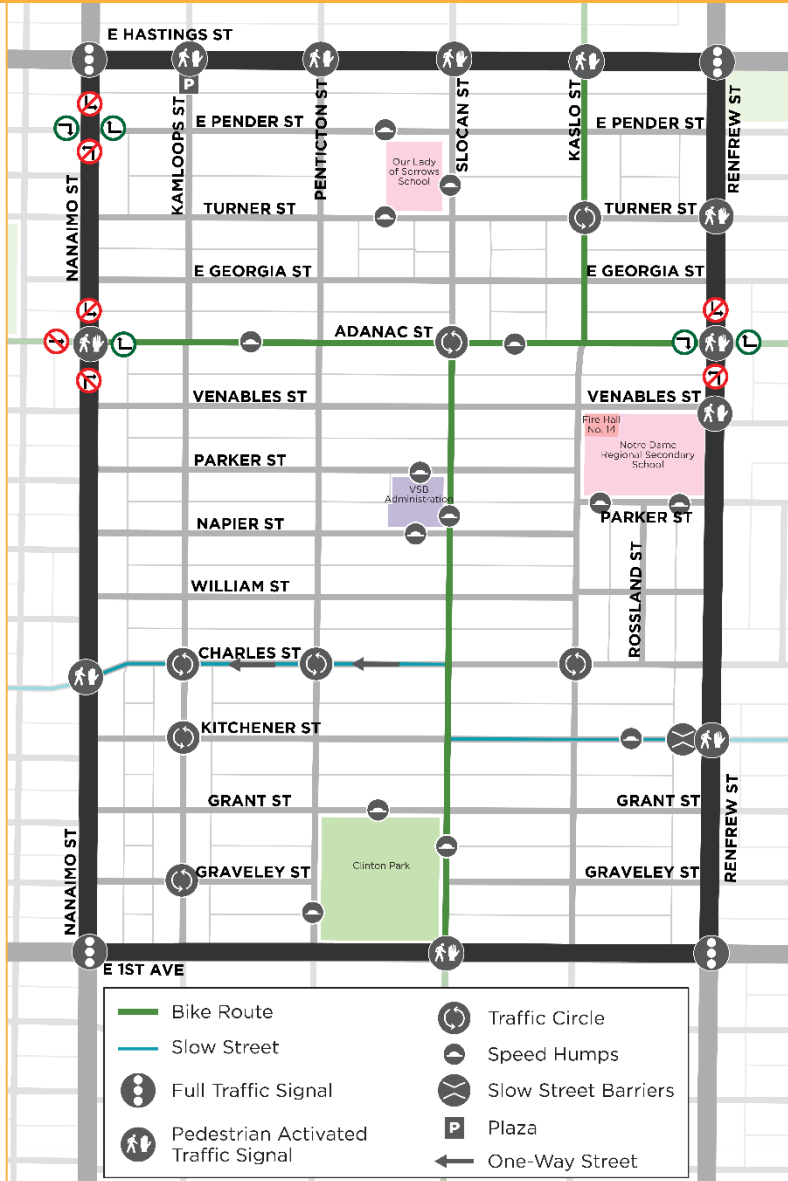 E HASTINGS ST
P
KAMLOOPS ST
PENTICTON ST
SLOCAN ST
KASLO ST
RENFREW ST
NANAIMO ST
E PENDER ST
E PENDER ST
Our Lady
of Sorrows
School
TURNER ST
TURNER ST
E GEORGIA ST
E GEORGIA ST
ADANAC ST
VENABLES ST
VENABLES ST
Fire Hall
No. 14
Notre Dame
Regional Secondary
School
PARKER ST
VSB
Administration
PARKER ST
NAPIER ST
ROSSLAND ST
WILLIAM ST
CHARLES ST
KITCHENER ST
GRANT ST
GRANT ST
NANAIMO ST
RENFREW ST
Clinton Park
GRAVELEY ST
GRAVELEY ST
E 1ST AVE
Bike Route
Slow Street
Full Traffic Signal
Pedestrian Activated
Traffic Signal
Traffic Circle
Speed Humps
Slow Street Barriers
P
Plaza
One-Way Street